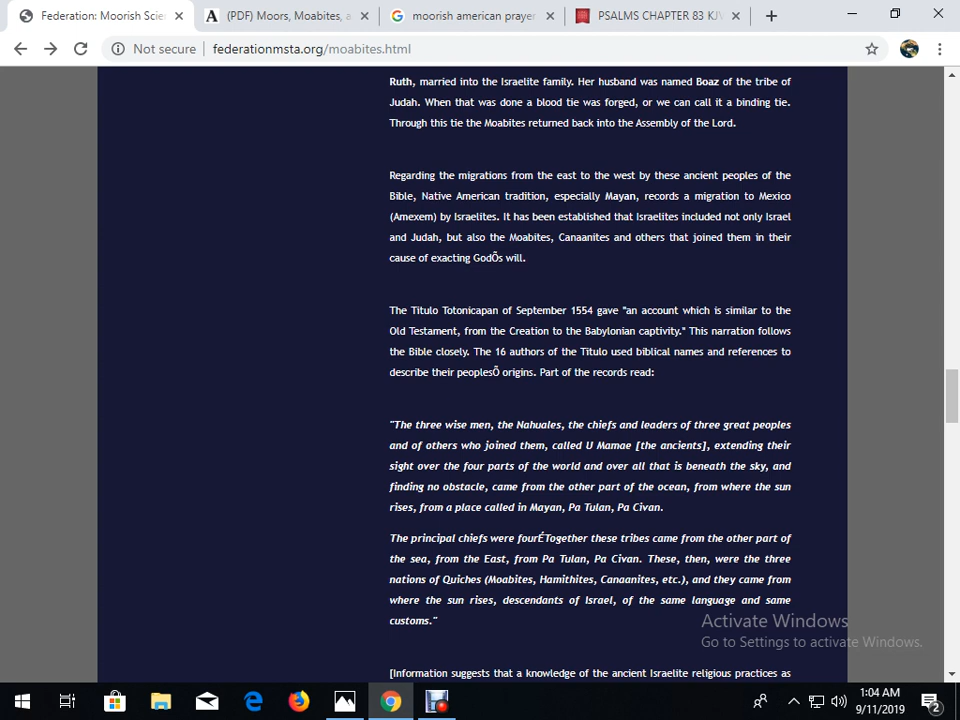 Federation: Moorish Scie
(PDF) Moors, Moabites, a
moorish american prayer
PSALMS CHAPTER 83 KJV
Not secure
federationmsta.org/moabites.html
Ruth, married into the Israelite family. Her husband was named Boaz of the tribe of
Judah. When that was done a blood tie was forged, or we can call it a binding tie.
Through this tie the Moabites returned back into the Assembly of the Lord.
Regarding the migrations from the east to the west by these ancient peoples of the
Bible, Native American tradition, especially Mayan, records a migration to Mexico
(Amexem) by Israelites. It has been established that Israelites included not only Israel
and Judah, but also the Moabites, Canaanites and others that joined them in their
cause of exacting GodÕs will.
The Titulo Totonicapan of September 1554 gave "an account which is similar to the
Old Testament, from the Creation to the Babylonian captivity." This narration follows
the Bible closely. The 16 authors of the Titulo used biblical names and references to
describe their peoplesÕ origins. Part of the records read:
"The three wise men, the Nahuales, the chiefs and leaders of three great peoples
and of others who joined them, called U Mamae [the ancients], extending their
sight over the four parts of the world and over all that is beneath the sky, and
finding no obstacle, came from the other part of the ocean, from where the sun
rises, from a place called in Mayan, Pa Tulan, Pa Civan.
The principal chiefs were fourÉTogether these tribes came from the other part of
the sea, from the East, from Pa Tulan, Pa Civan. These, then, were the three
nations of Quiches (Moabites, Hamithites, Canaanites, etc.), and they came from
where the sun rises, descendants of Israel, of the same language and same
customs."
[Information suggests that a knowledge of the ancient Israelite religious practices as
Activate Windows
Go to Settings to activate Windows.
1:04 AM
9/11/2019
2